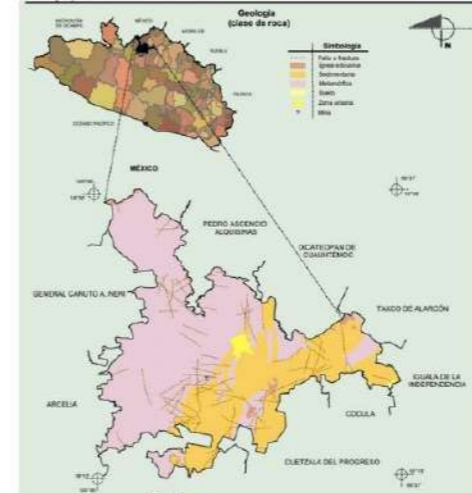 Geología
(clase de roca)
MÉXICO
MORELOS
PUEBLA
OAXACA
OCÉANO PACÍFICO
Simbología
Falla o fractura
Ígnea extrusiva
Sedimentaria
Metamórfica
Suelo
Zona urbana
Mina
MÉXICO
PEDRO ASCENCIO
ALQUISIRAS
IXCATEOPAN DE
CUAUHTÉMOC
GENERAL CANUTO A. NERI
TAXCO DE ALARCÓN
IGUALA DE LA
INDEPENDENCIA
ARCELIA
COCULA
CUETZALA DEL PROGRESO